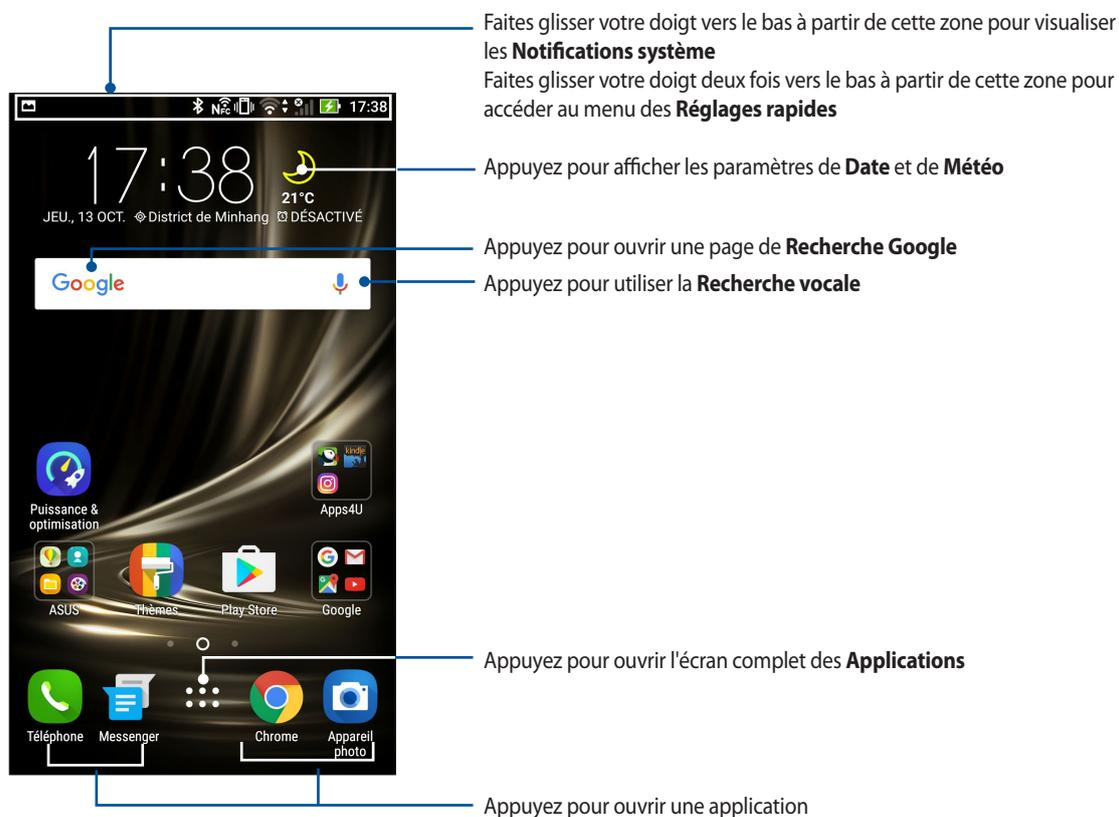 Faites glisser votre doigt vers le bas à partir de cette zone pour visualiser
les Notifications système
Faites glisser votre doigt deux fois vers le bas à partir de cette zone pour
accéder au menu des Réglages rapides
NFC 17:38
17:38
21°C
JEU., 13 OCT. District de Minhang DÉSACTIVÉ
Appuyez pour afficher les paramètres de Date et de Météo
Appuyez pour ouvrir une page de Recherche Google
Google
Appuyez pour utiliser la Recherche vocale
kindle
Puissance &
optimisation
Apps4U
ASUS Thèmes Play Store Google
Appuyez pour ouvrir l'écran complet des Applications
Téléphone Messenger Chrome Appareil
photo
Appuyez pour ouvrir une application